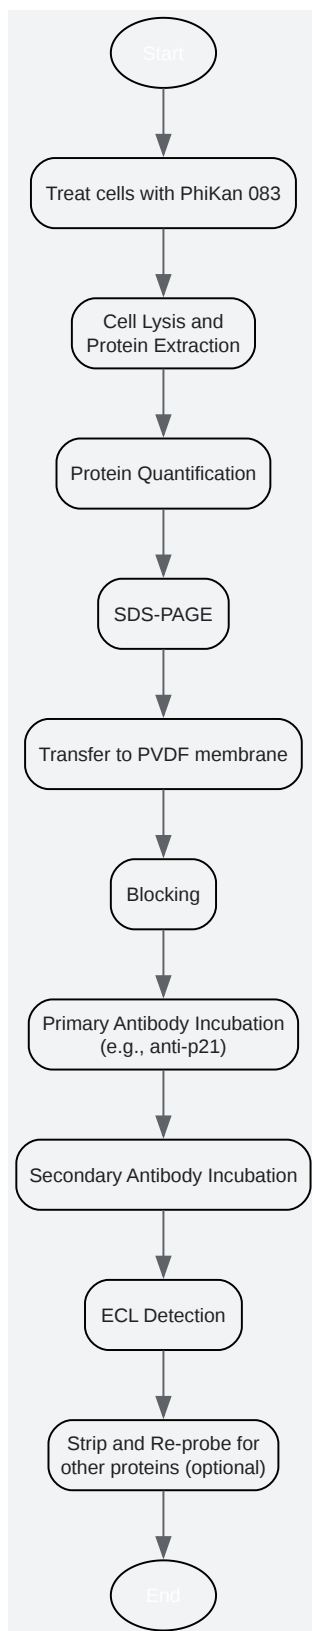 Start
Treat cells with PhiKan 083
Cell Lysis and
Protein Extraction
Protein Quantification
SDS-PAGE
Transfer to PVDF membrane
Blocking
Primary Antibody Incubation
(e.g., anti-p21)
Secondary Antibody Incubation
ECL Detection
Strip and Re-probe for
other proteins (optional)
End